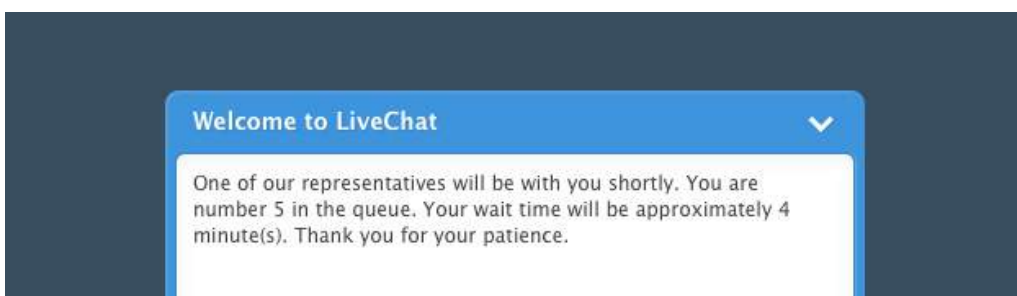 Welcome to LiveChat
One of our representatives will be with you shortly. You are
number 5 in the queue. Your wait time will be approximately 4
minute(s). Thank you for your patience.